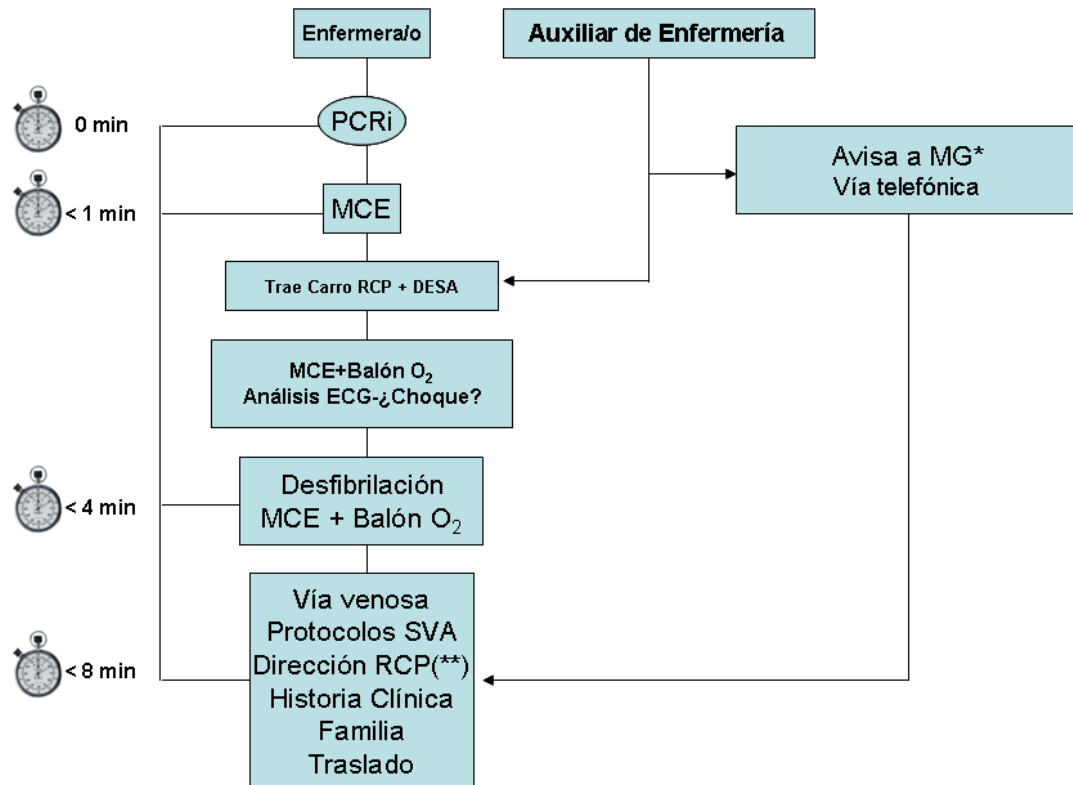 Enfermera/o
Auxiliar de Enfermería
PCRi
0 min
Avisa a MG*
Vía telefónica
MCE
< 1 min
Trae Carro RCP + DESA
MCE+Balón O₂
Análisis ECG-¿Choque?
Desfibrilación
MCE + Balón O₂
< 4 min
Vía venosa
Protocolos SVA
Dirección RCP(**)
Historia Clínica
Familia
Traslado
< 8 min